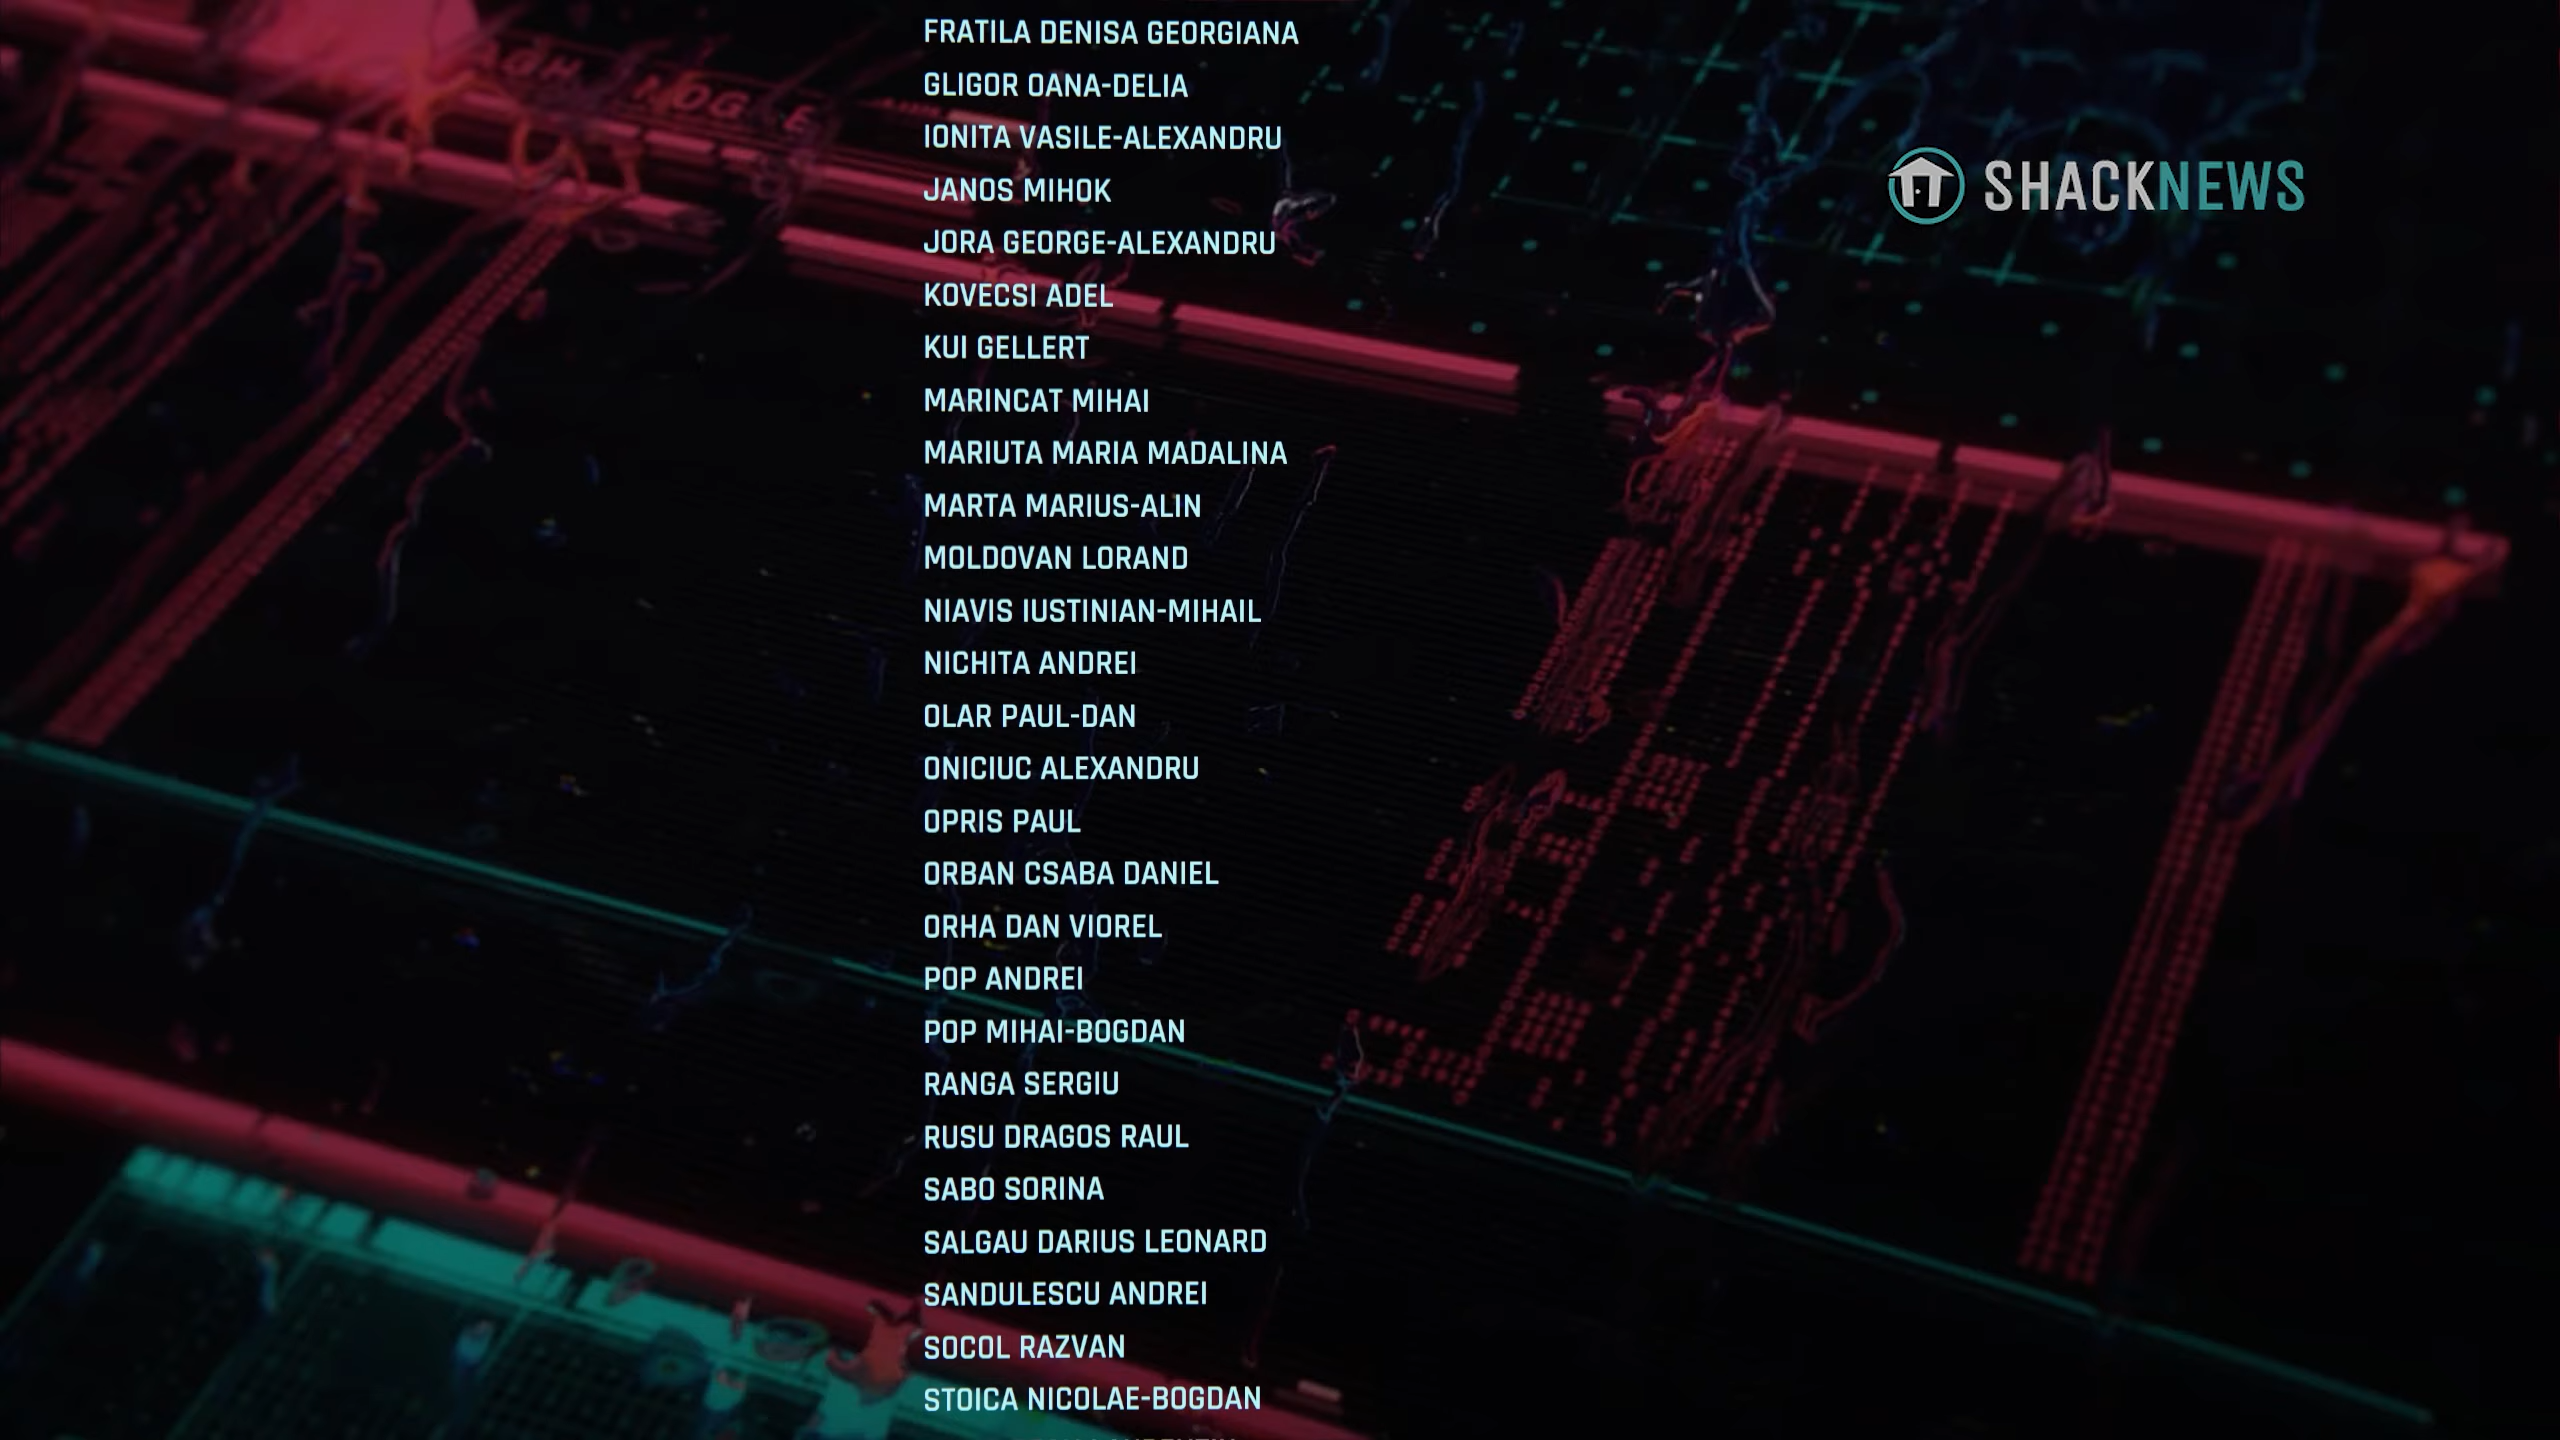 FRATILA DENISA GEORGIANA
GLIGOR OANA-DELIA
IONITA VASILE-ALEXANDRU
SHACKNEWS
JANOS MIHOK
JORA GEORGE-ALEXANDRU
KOVECSI ADEL
KUI GELLERT
MARINCAT MIHAI
MARIUTA MARIA MADALINA
MARTA MARIUS-ALIN
MOLDOVAN LORAND
NIAVIS IUSTINIAN-MIHAIL
NICHITA ANDREI
OLAR PAUL-DAN
ONICIUC ALEXANDRU
OPRIS PAUL
ORBAN CSABA DANIEL
ORHA DAN VIOREL
POP ANDREI
POP MIHAI-BOGDAN
RANGA SERGIU
RUSU DRAGOS RAUL
SABO SORINA
SALGAU DARIUS LEONARD
SANDULESCU ANDREI
SOCOL RAZVAN
STOICA NICOLAE-BOGDAN